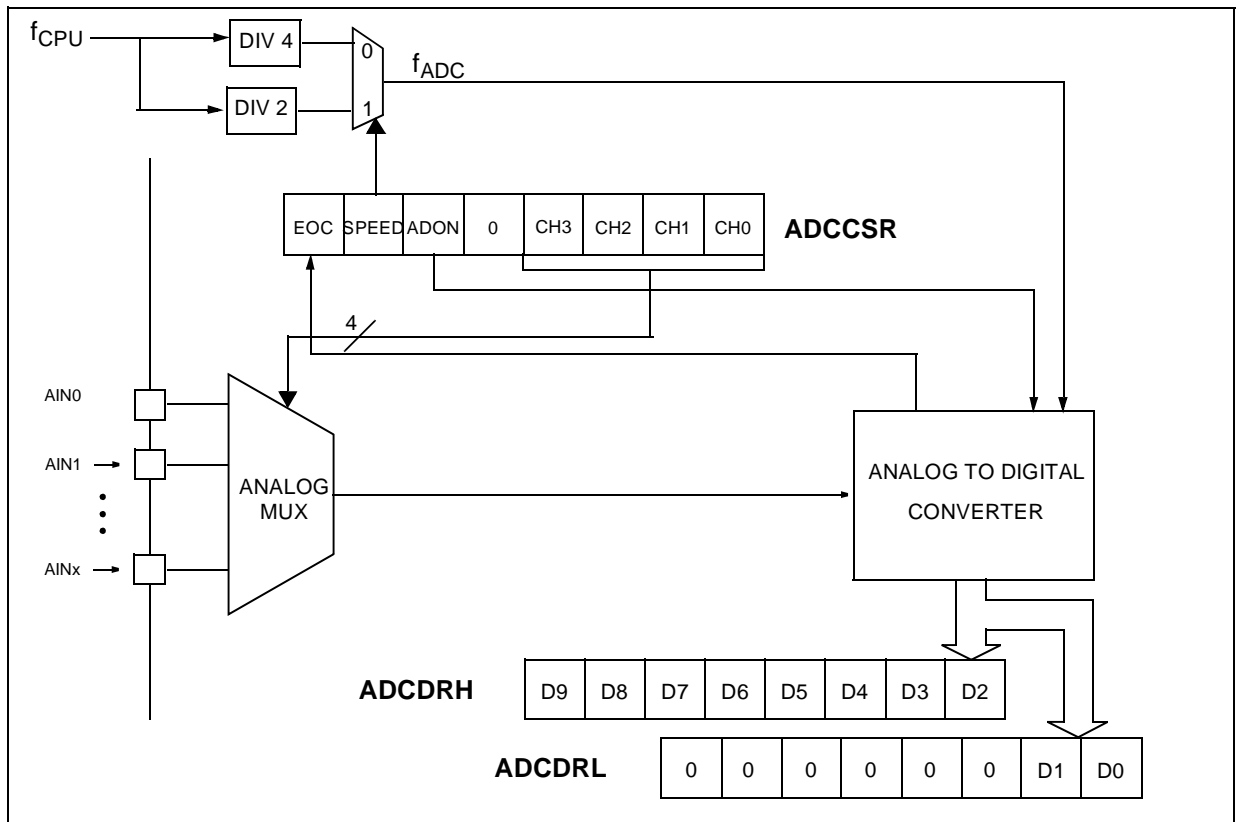 fCPU
DIV 4
0
fADC
DIV 2
1
EOC SPEED ADON 0 CH3 CH2 CH1 CH0 ADCCSR
4
AIN0
AIN1
ANALOG
MUX
ANALOG TO DIGITAL
CONVERTER
AINx
ADCDRH D9 D8 D7 D6 D5 D4 D3 D2
ADCDRL 0 0 0 0 0 0 D1 D0